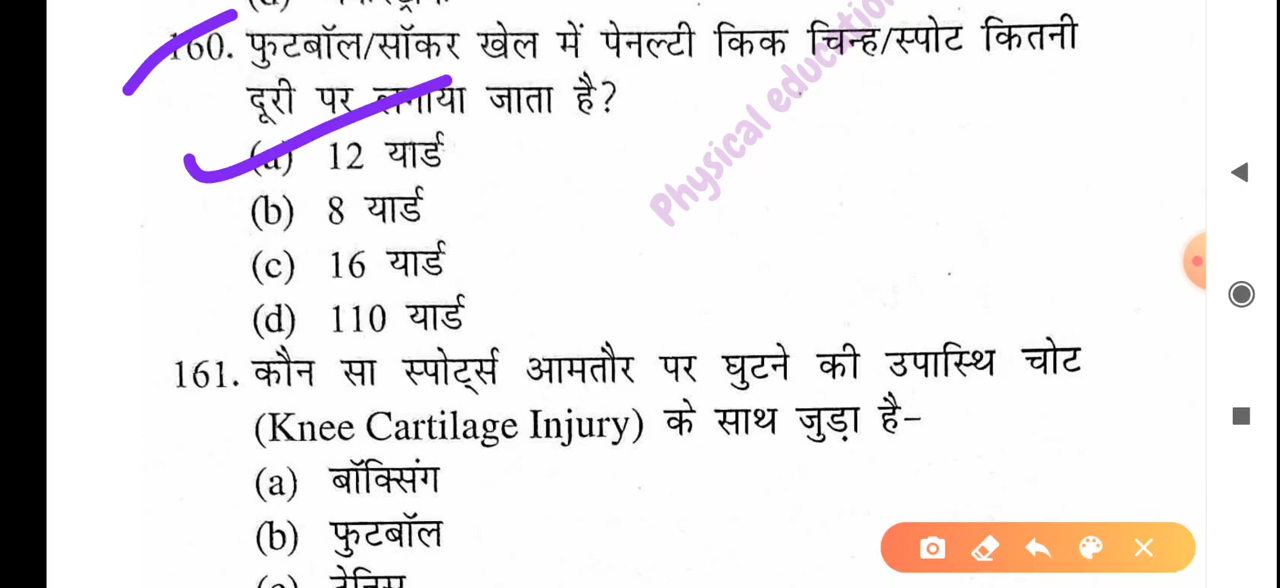 160. फुटबॉल/सॉकर खेल में पेनल्टी किक चिन्ह/स्पोट कितनी
दूरी पर लगाया जाता है?
(a) 12 यार्ड
(b) 8 यार्ड
(c) 16 यार्ड
(d) 110 यार्ड
161. कौन सा स्पोर्ट्स आमतौर पर घुटने की उपास्थि चोट
(Knee Cartilage Injury) के साथ जुड़ा है–
(a) बॉक्सिंग
(b) फुटबॉल
Physical education